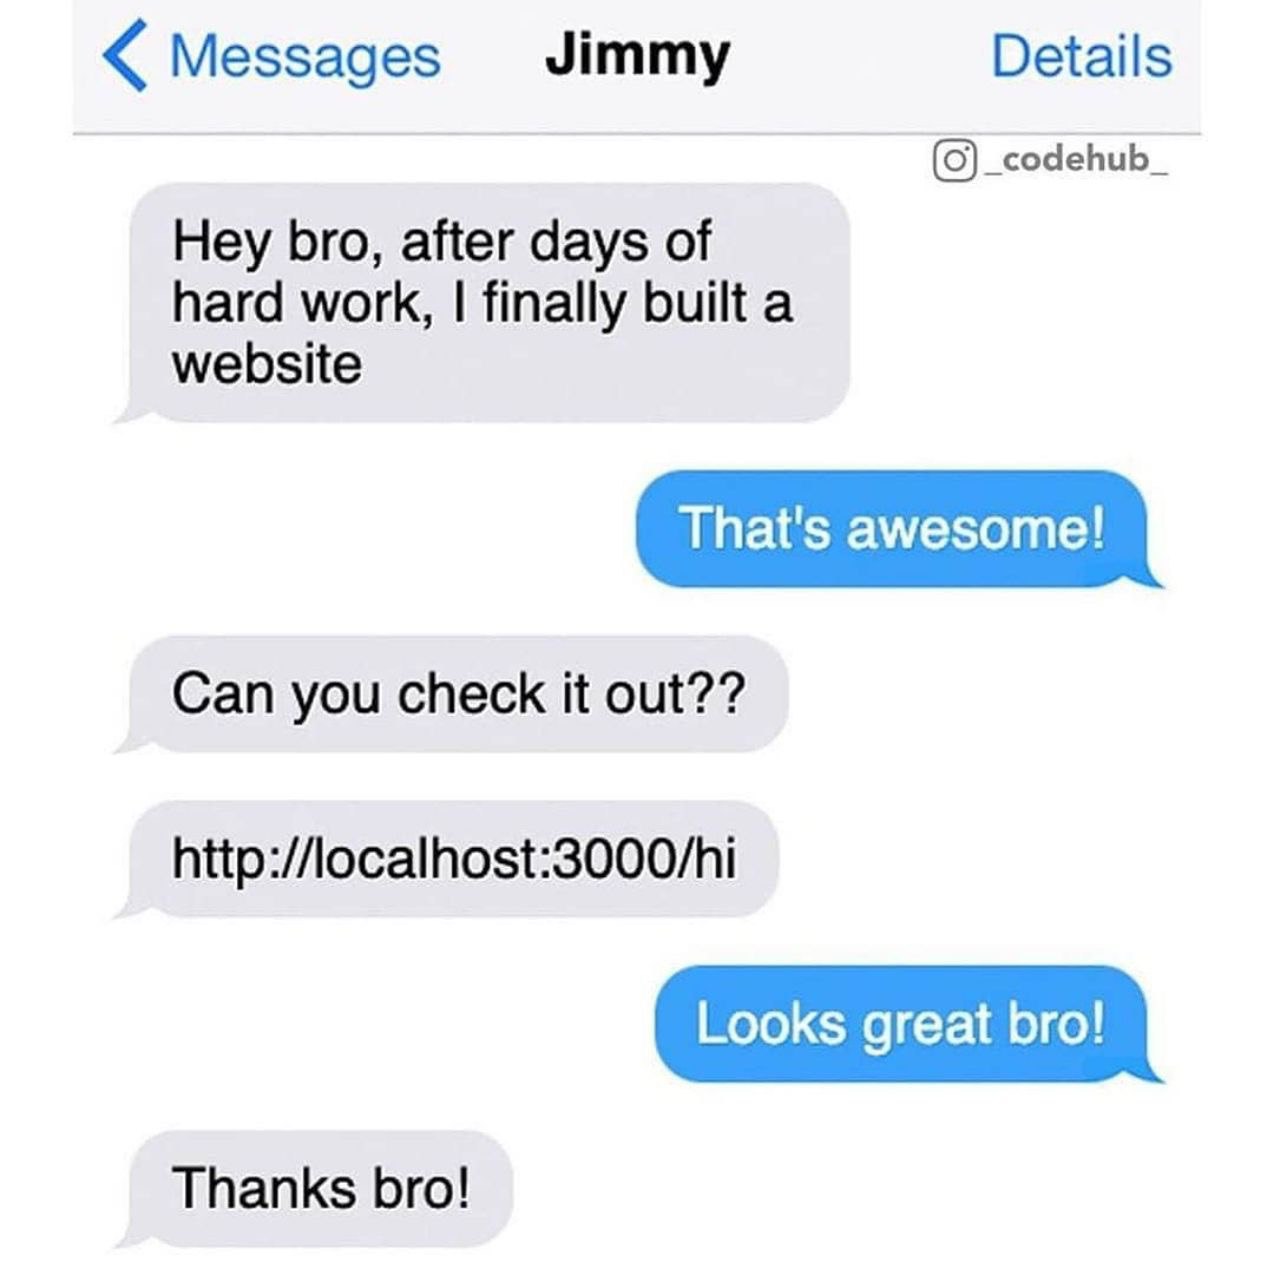 Messages Jimmy Details
_codehub_
Hey bro, after days of
hard work, I finally built a
website
That's awesome!
Can you check it out??
http://localhost:3000/hi
Looks great bro!
Thanks bro!